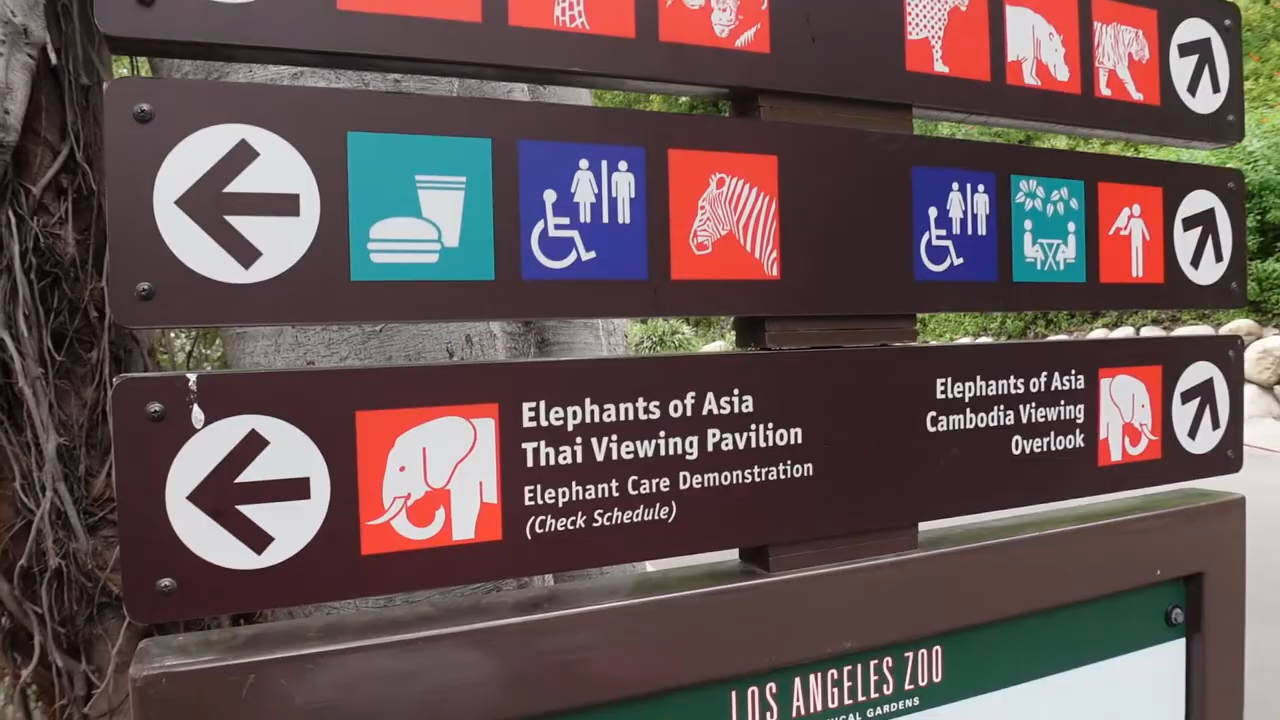 Elephants of Asia
Thai Viewing Pavilion
Elephant Care Demonstration
(Check Schedule)
Elephants of Asia
Cambodia Viewing
Overlook
LOS ANGELES ZOO
GARDENS